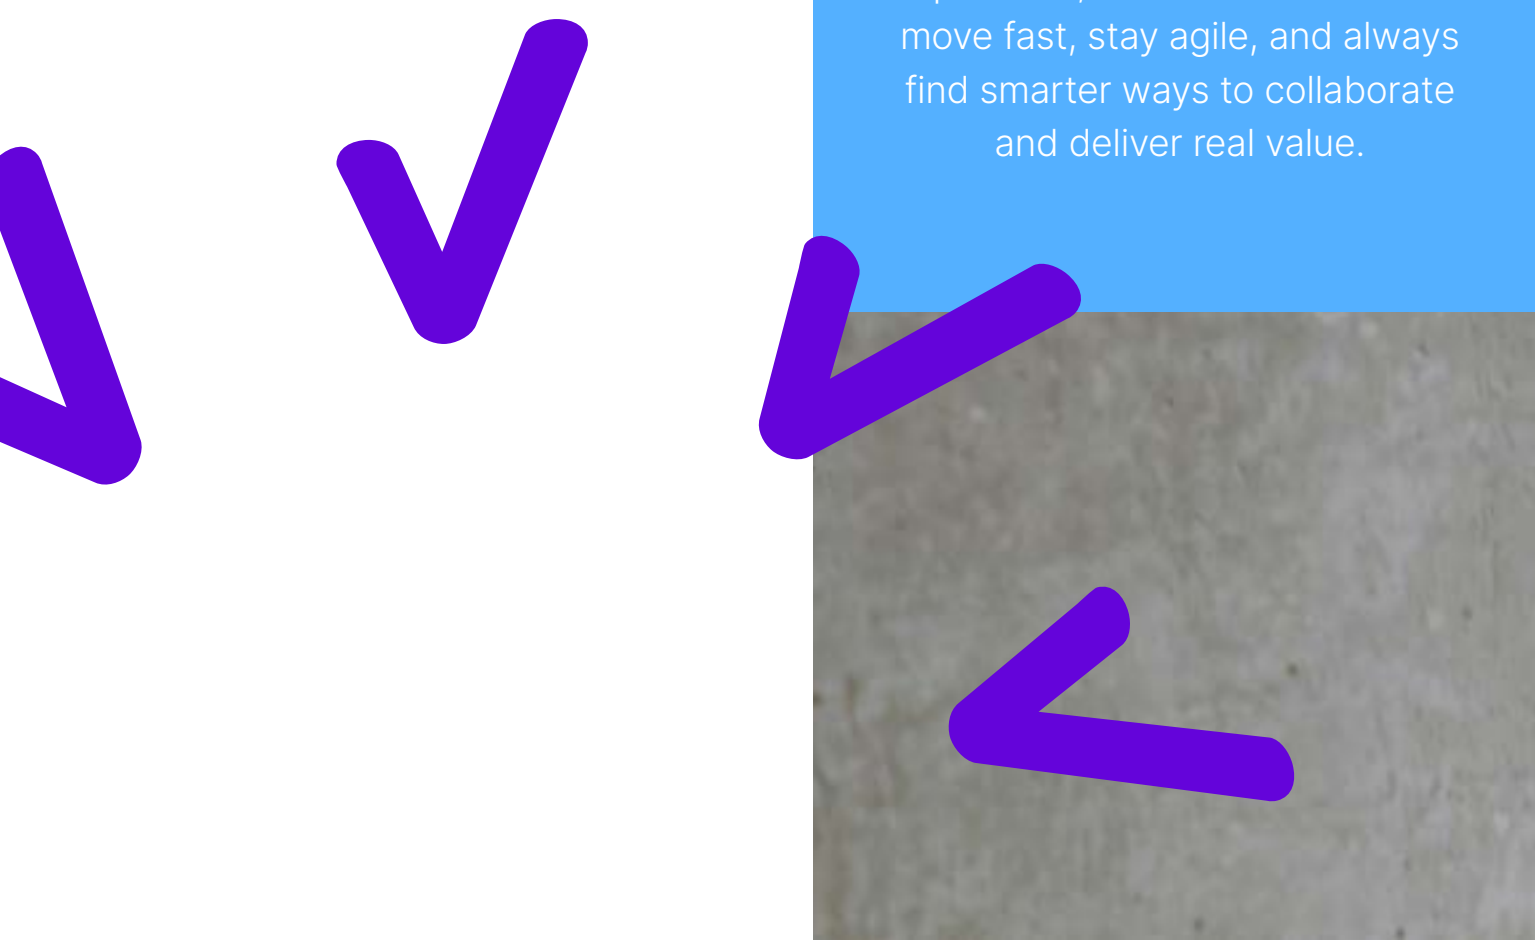 move fast, stay agile, and always
find smarter ways to collaborate
and deliver real value.